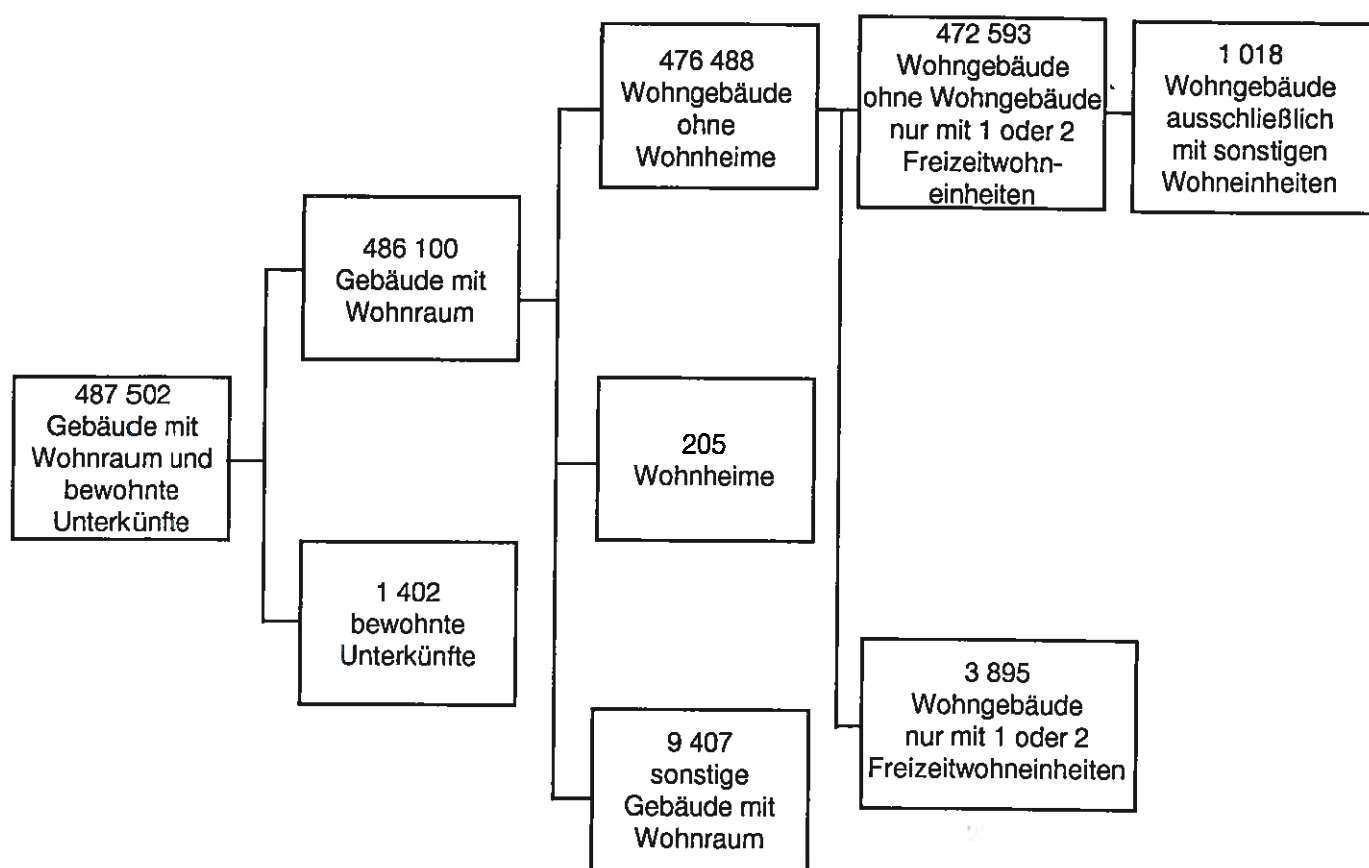 487 502
Gebäude mit
Wohnraum und
bewohnte
Unterkünfte
486 100
Gebäude mit
Wohnraum
1 402
bewohnte
Unterkünfte
476 488
Wohngebäude
ohne
Wohnheime
205
Wohnheime
9 407
sonstige
Gebäude mit
Wohnraum
472 593
Wohngebäude
ohne Wohngebäude
nur mit 1 oder 2
Freizeitwohn-
einheiten
3 895
Wohngebäude
nur mit 1 oder 2
Freizeitwohneinheiten
1 018
Wohngebäude
ausschließlich
mit sonstigen
Wohneinheiten